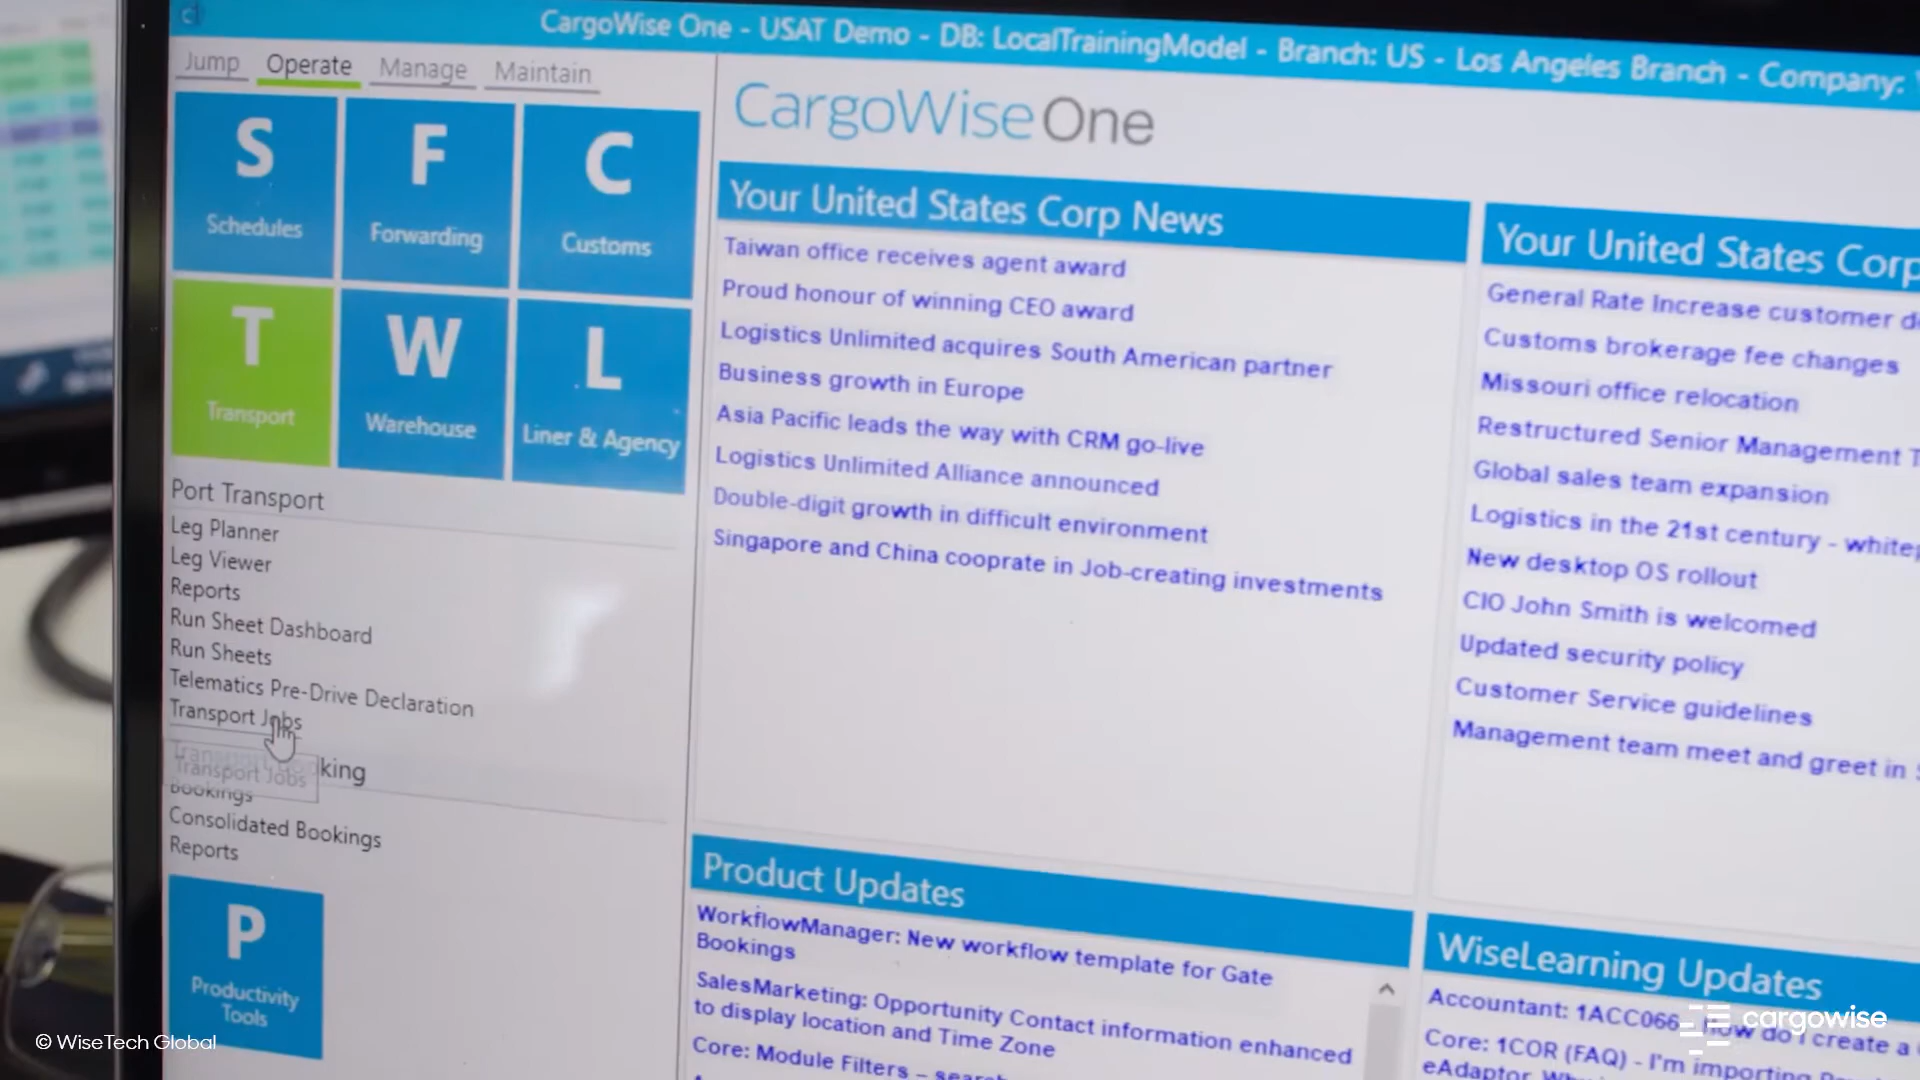 CargoWise One - USAT Demo - DB: LocalTrainingModel - Branch: US - Los Angeles Branch - Company:
Jump Operate Manage Maintain
S
Schedules
F
Forwarding
C
Customs
T
Transport
W
Warehouse
L
Liner & Agency
Port Transport
Leg Planner
Leg Viewer
Reports
Run Sheet Dashboard
Run Sheets
Telematics Pre-Drive Declaration
Transport Jobs
Transport Jobs
Bookings
Consolidated Bookings
Reports
P
Productivity
Tools
CargoWise One
Your United States Corp News
Taiwan office receives agent award
Proud honour of winning CEO award
Logistics Unlimited acquires South American partner
Business growth in Europe
Asia Pacific leads the way with CRM go-live
Logistics Unlimited Alliance announced
Double-digit growth in difficult environment
Singapore and China cooprate in Job-creating investments
Your United States Corp
General Rate Increase customer
Customs brokerage fee changes
Missouri office relocation
Restructured Senior Management
Global sales team expansion
Logistics in the 21st century -
New desktop OS rollout
CIO John Smith is welcomed
Updated security policy
Customer Service guidelines
Management team meet and greet in
Product Updates
WorkflowManager: New workflow template for Gate
Bookings
SalesMarketing: Opportunity Contact information enhanced
to display location and Time Zone
Core: Module Filters –
WiseLearning Updates
Accountant: 1ACC066 how do I create a
Core: 1COR (FAQ) - I'm importing
eAdaptor
© WiseTech Global
cargowise